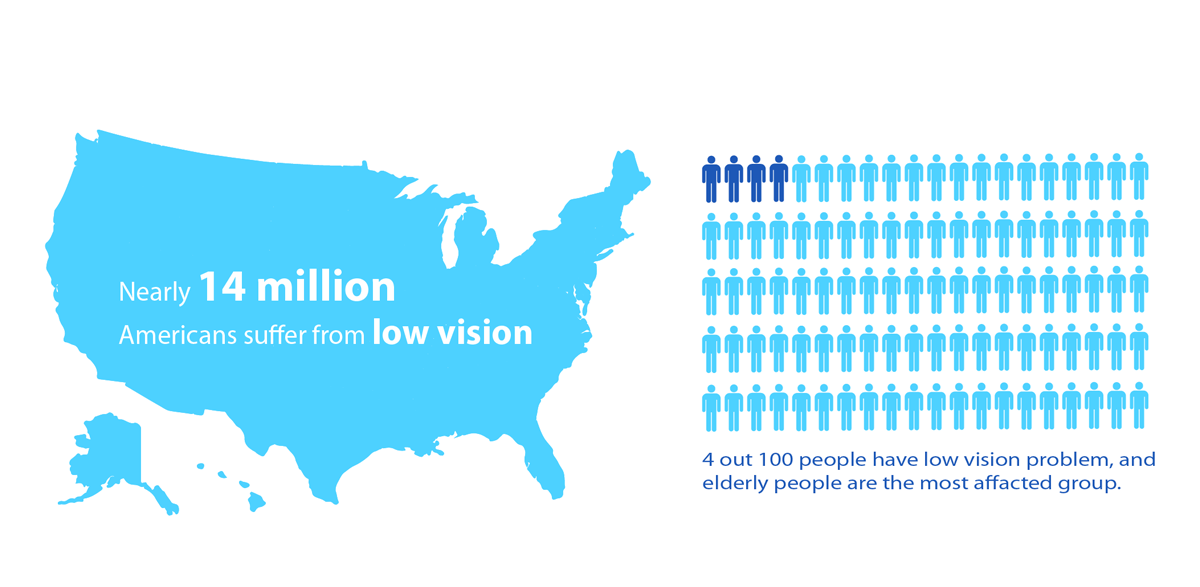 Nearly 14 million
Americans suffer from low vision
4 out 100 people have low vision problem, and
elderly people are the most affacted group.